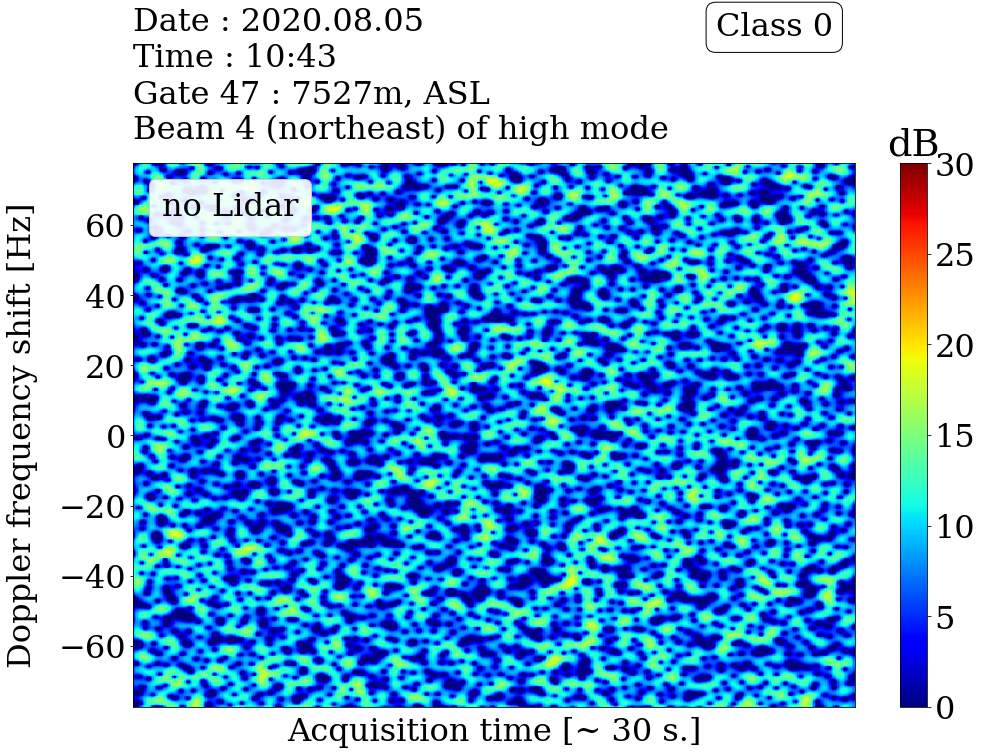 Date : 2020.08.05
Time : 10:43
Gate 47 : 7527m, ASL
Beam 4 (northeast) of high mode
Class 0
dB
no Lidar
Doppler frequency shift [Hz]
60
40
20
0
−20
−40
−60
30
25
20
15
10
5
0
Acquisition time [~ 30 s.]